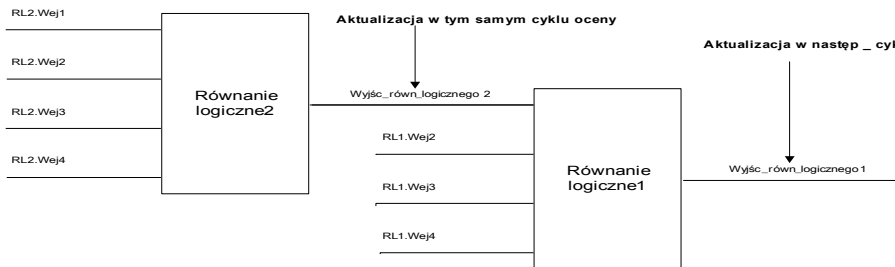 RL2.Wej1
RL2.Wej2
RL2.Wej3
RL2.Wej4
Równanie
logiczne2
Aktualizacja w tym samym cyklu oceny
Wyjśc_równ_logicznego 2
RL1.Wej2
RL1.Wej3
RL1.Wej4
Równanie
logiczne1
Aktualizacja w następ _ cyk
Wyjśc_równ_logicznego1